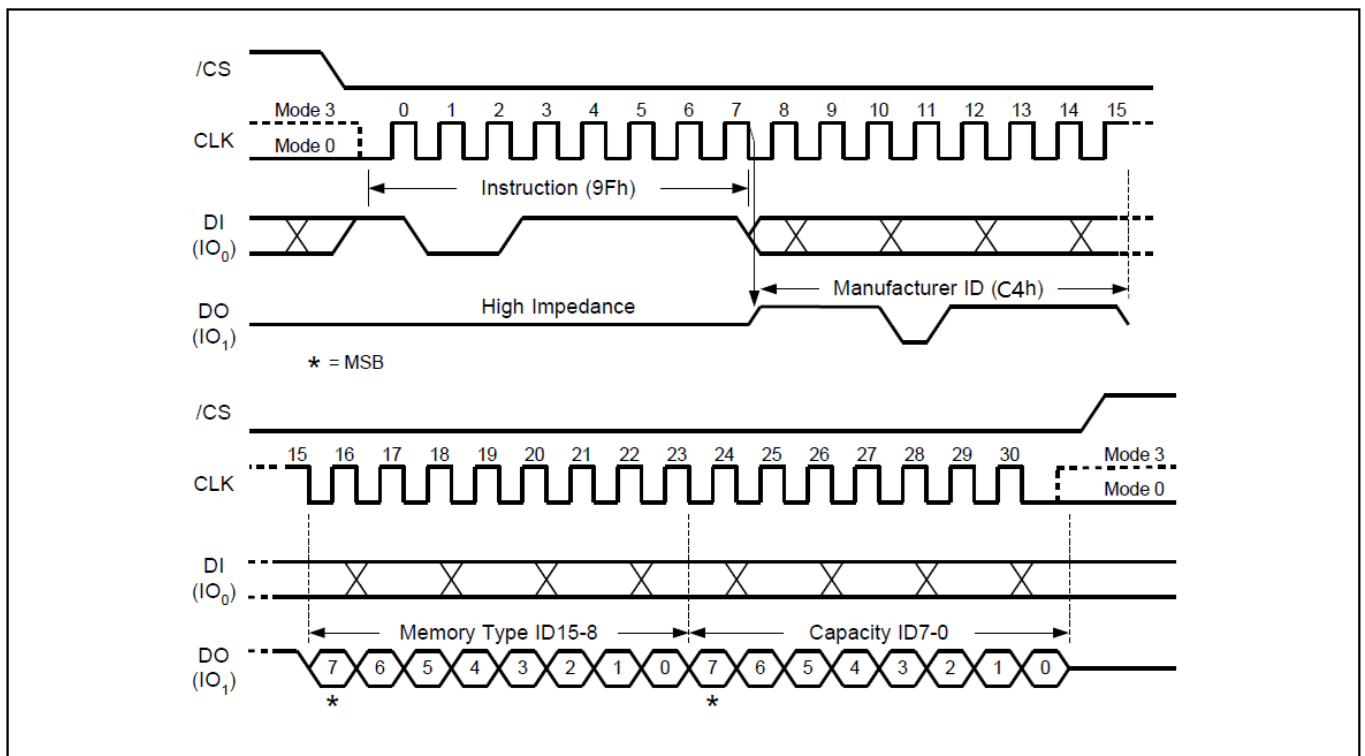 /CS
Mode 3 0 1 2 3 4 5 6 7 8 9 10 11 12 13 14 15
CLK
Mode 0
Instruction (9Fh)
DI
(IO0)
Manufacturer ID (C4h)
High Impedance
DO
(IO1)
* = MSB
/CS
15 16 17 18 19 20 21 22 23 24 25 26 27 28 29 30 Mode 3
CLK
Mode 0
DI
(IO0)
Memory Type ID15-8 Capacity ID7-0
DO
(IO1)
7 6 5 4 3 2 1 0 7 6 5 4 3 2 1 0
* *